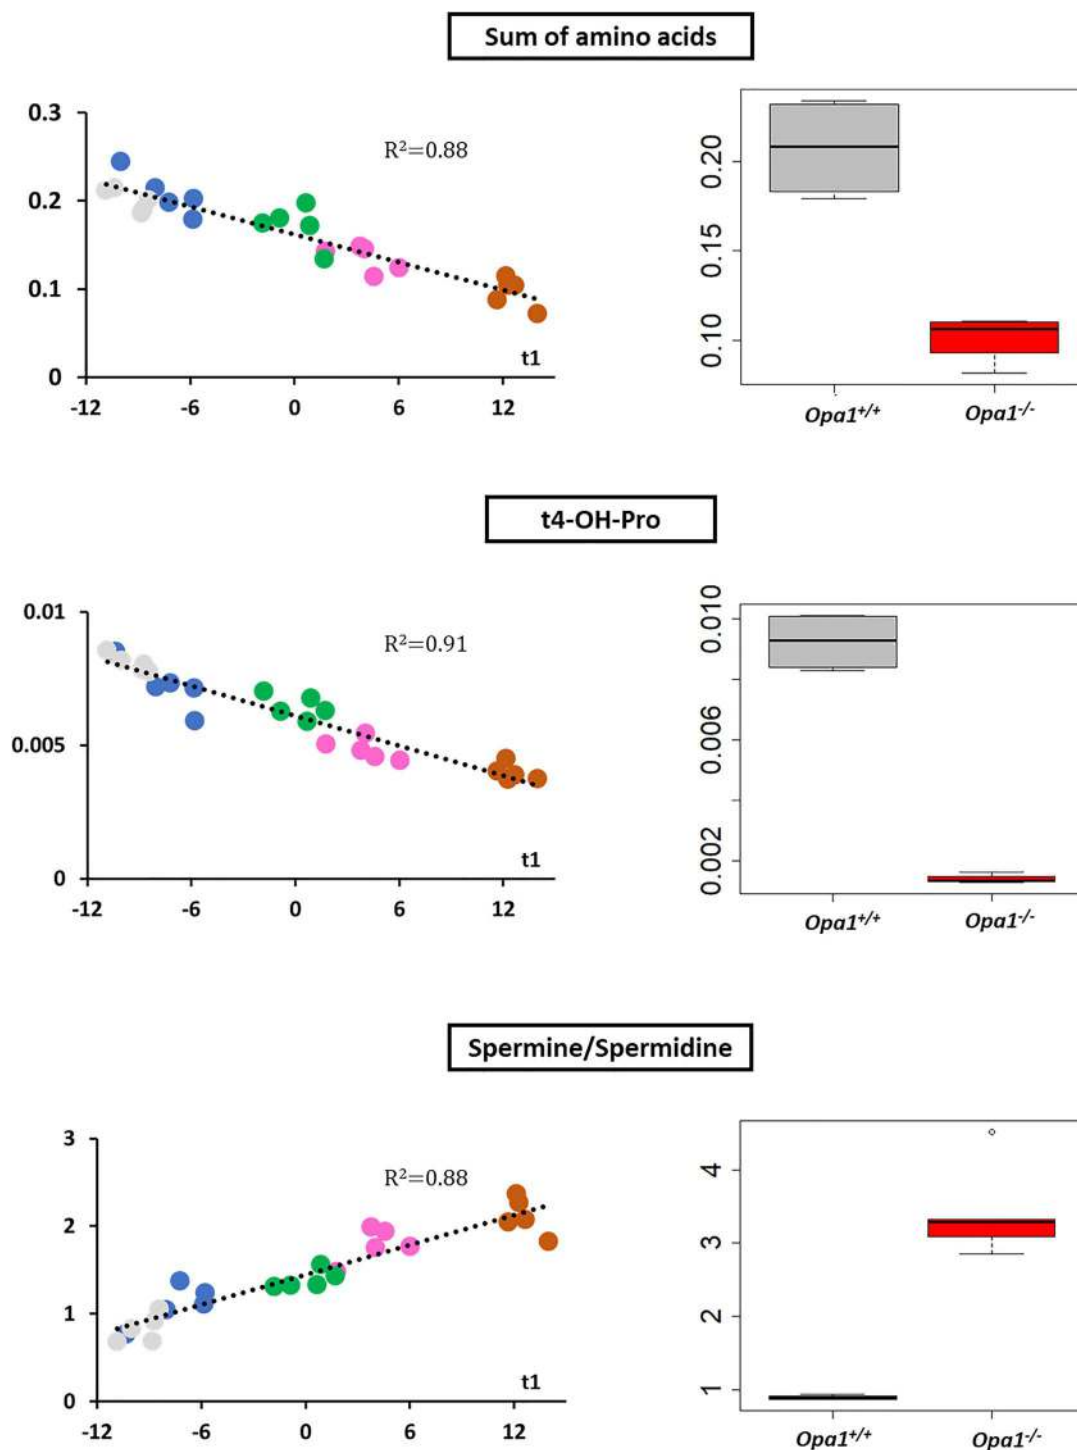 Sum of amino acids
0.3
0.2
0.1
0
R²=0.88
t1
-12
-6
0
6
12
0.20
0.15
0.10
Opa1+/+
Opa1-/-
t4-OH-Pro
0.01
0.005
0
R²=0.91
t1
-12
-6
0
6
12
0.010
0.006
0.002
Opa1+/+
Opa1-/-
Spermine/Spermidine
3
2
1
0
R²=0.88
t1
-12
-6
0
6
12
4
3
2
1
Opa1+/+
Opa1-/-